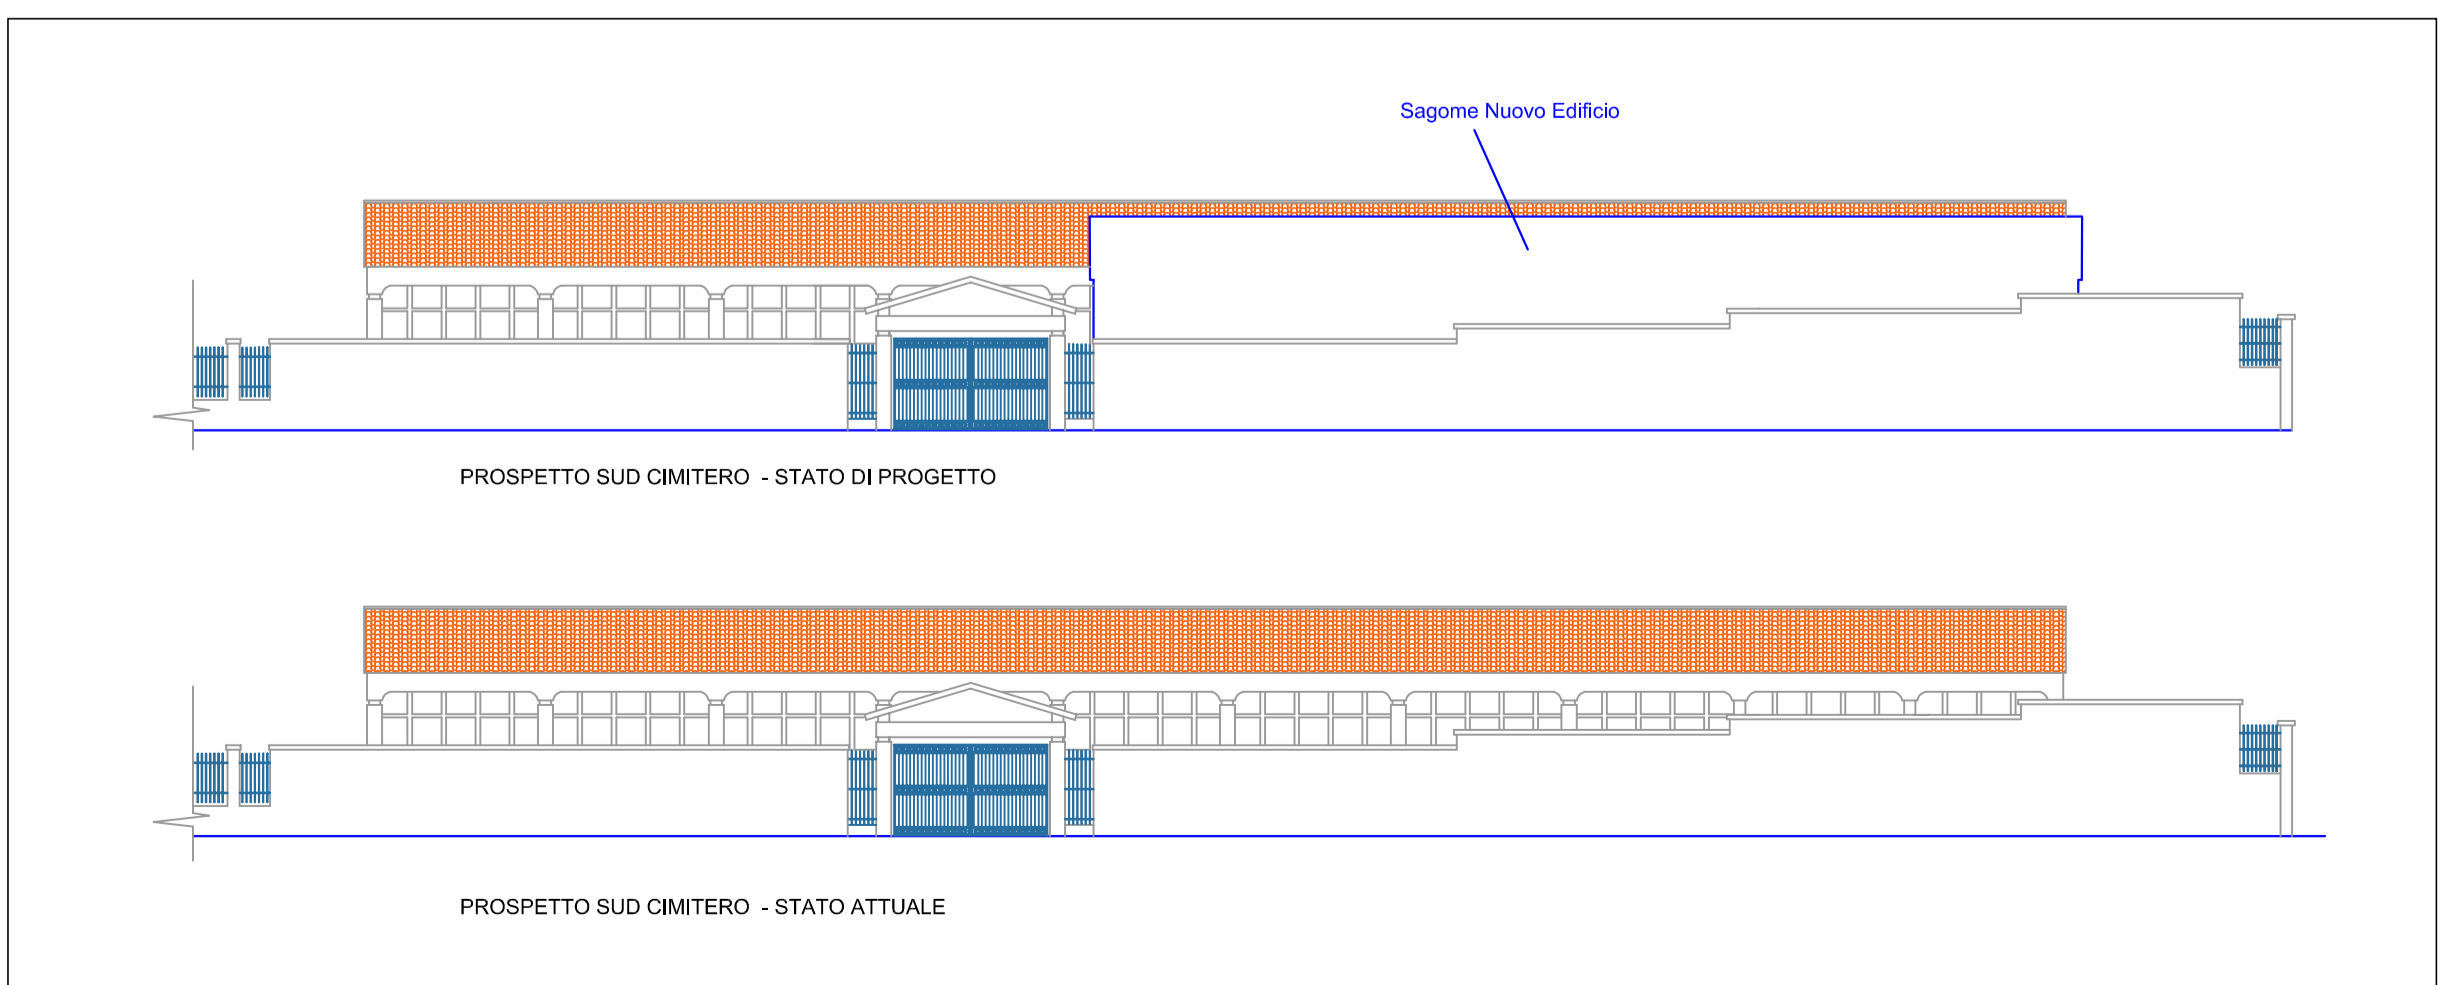 Sagome Nuovo Edificio
PROSPETTO SUD CIMITERO - STATO DI PROGETTO
PROSPETTO SUD CIMITERO - STATO ATTUALE